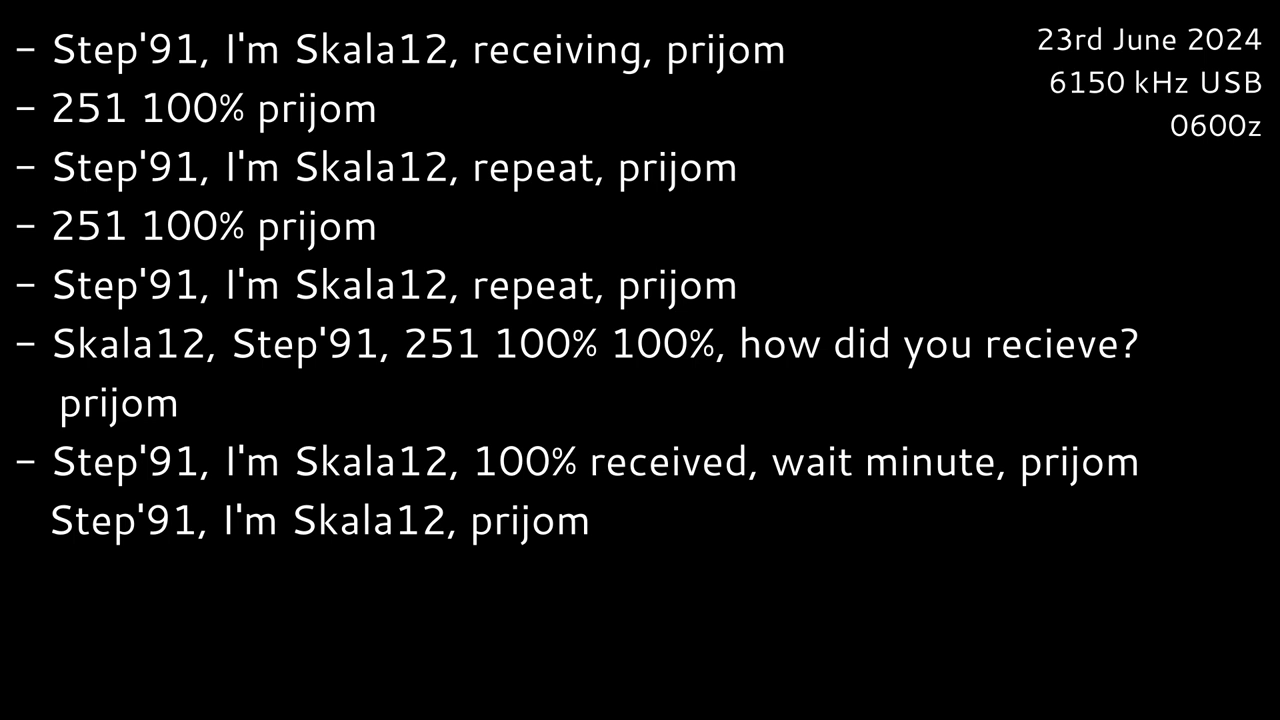 - Step'91, I'm Skala12, receiving, prijom
- 251 100% prijom
- Step'91, I'm Skala12, repeat, prijom
- 251 100% prijom
- Step'91, I'm Skala12, repeat, prijom
- Skala12, Step'91, 251 100% 100%, how did you recieve?
prijom
- Step'91, I'm Skala12, 100% received, wait minute, prijom
Step'91, I'm Skala12, prijom
23rd June 2024
6150 kHz USB
0600z